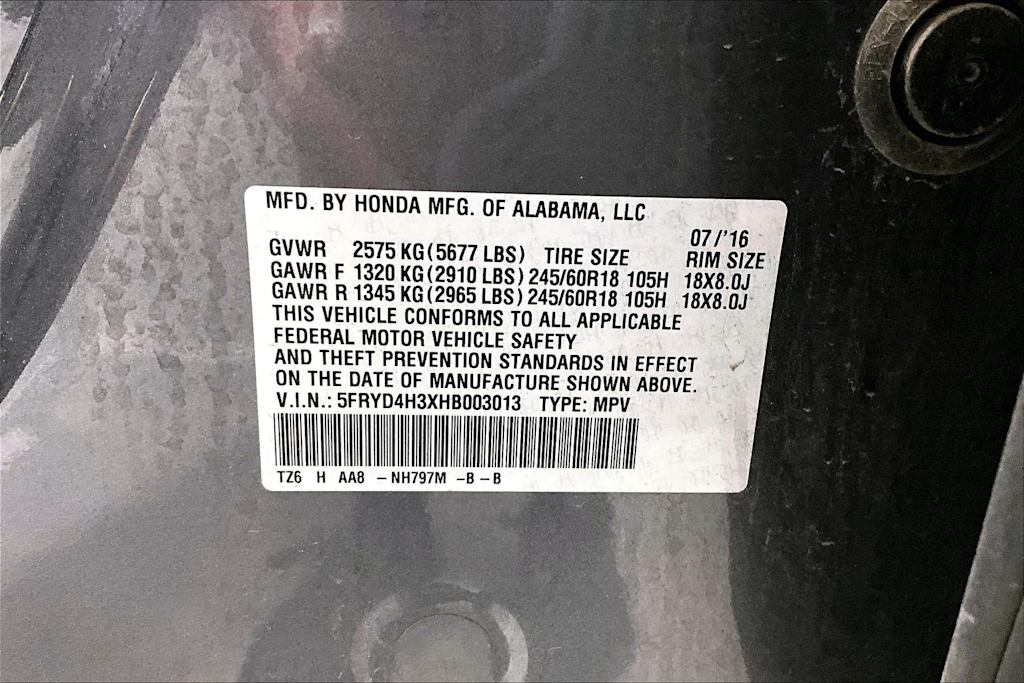 MFD. BY HONDA MFG. OF ALABAMA, LLC
07/'16
GVWR 2575 KG (5677 LBS) TIRE SIZE RIM SIZE
GAWR F 1320 KG (2910 LBS) 245/60R18 105H 18X8.0J
GAWR R 1345 KG (2965 LBS) 245/60R18 105H 18X8.0J
THIS VEHICLE CONFORMS TO ALL APPLICABLE
FEDERAL MOTOR VEHICLE SAFETY
AND THEFT PREVENTION STANDARDS IN EFFECT
ON THE DATE OF MANUFACTURE SHOWN ABOVE.
V.I.N.: 5FRYD4H3XHB003013 TYPE: MPV
TZ6 H AA8 - NH797M -B - B